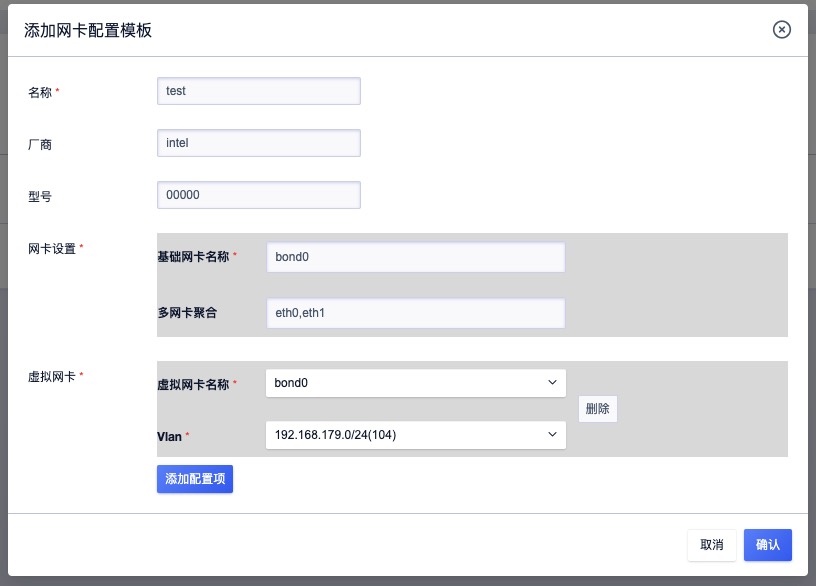 添加网卡配置模板
名称 * test
厂商 intel
型号 00000
网卡设置 * 基础网卡名称 * bond0
多网卡聚合 eth0,eth1
虚拟网卡 * 虚拟网卡名称 * bond0
删除
Vlan * 192.168.179.0/24(104)
添加配置项
取消 确认